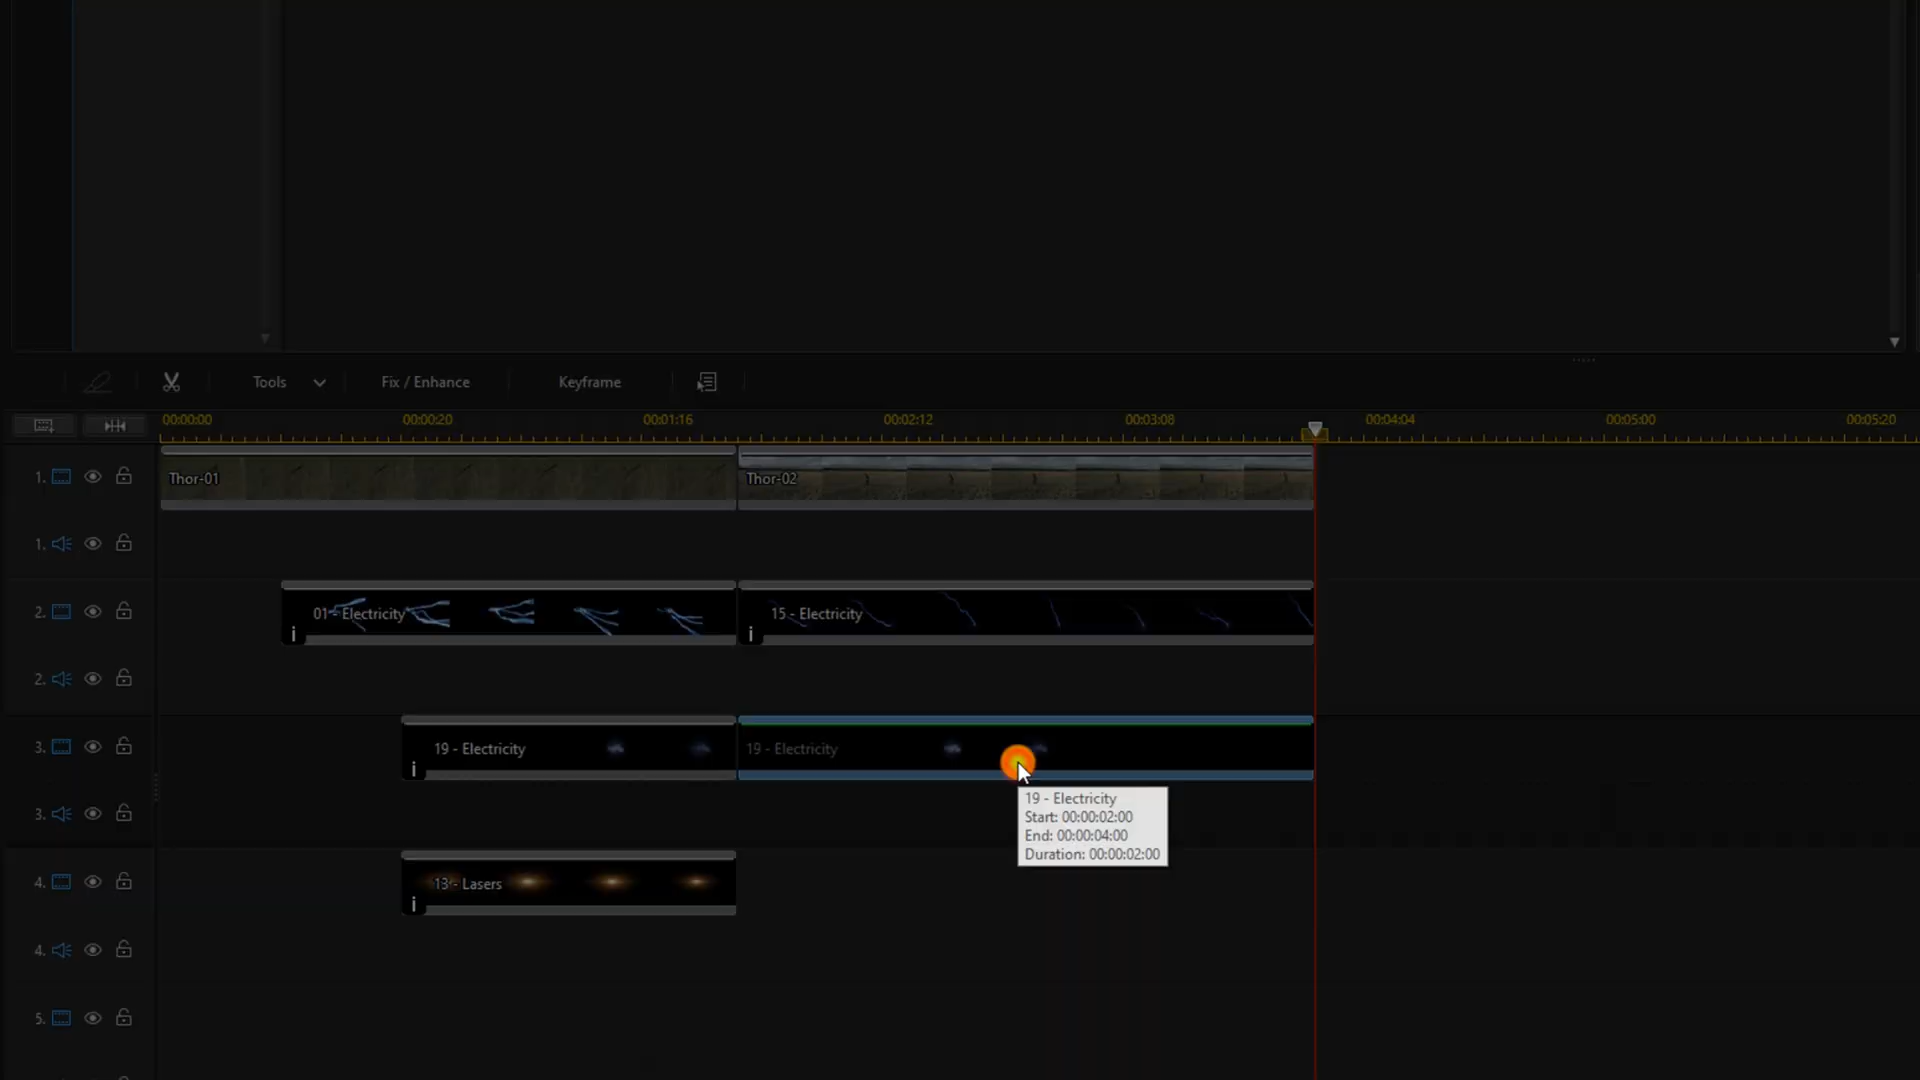 Tools
Fix / Enhance
Keyframe
00:00:00
00:00:20
00:01:16
00:02:12
00:03:08
00:04:04
00:05:00
00:05:20
1.
Thor-01
Thor-02
1.
2.
01 - Electricity
i
15 - Electricity
i
2.
3.
19 - Electricity
i
19 - Electricity
19 - Electricity
Start: 00:00:02:00
End: 00:00:04:00
Duration: 00:00:02:00
3.
4.
13 - Lasers
i
4.
5.